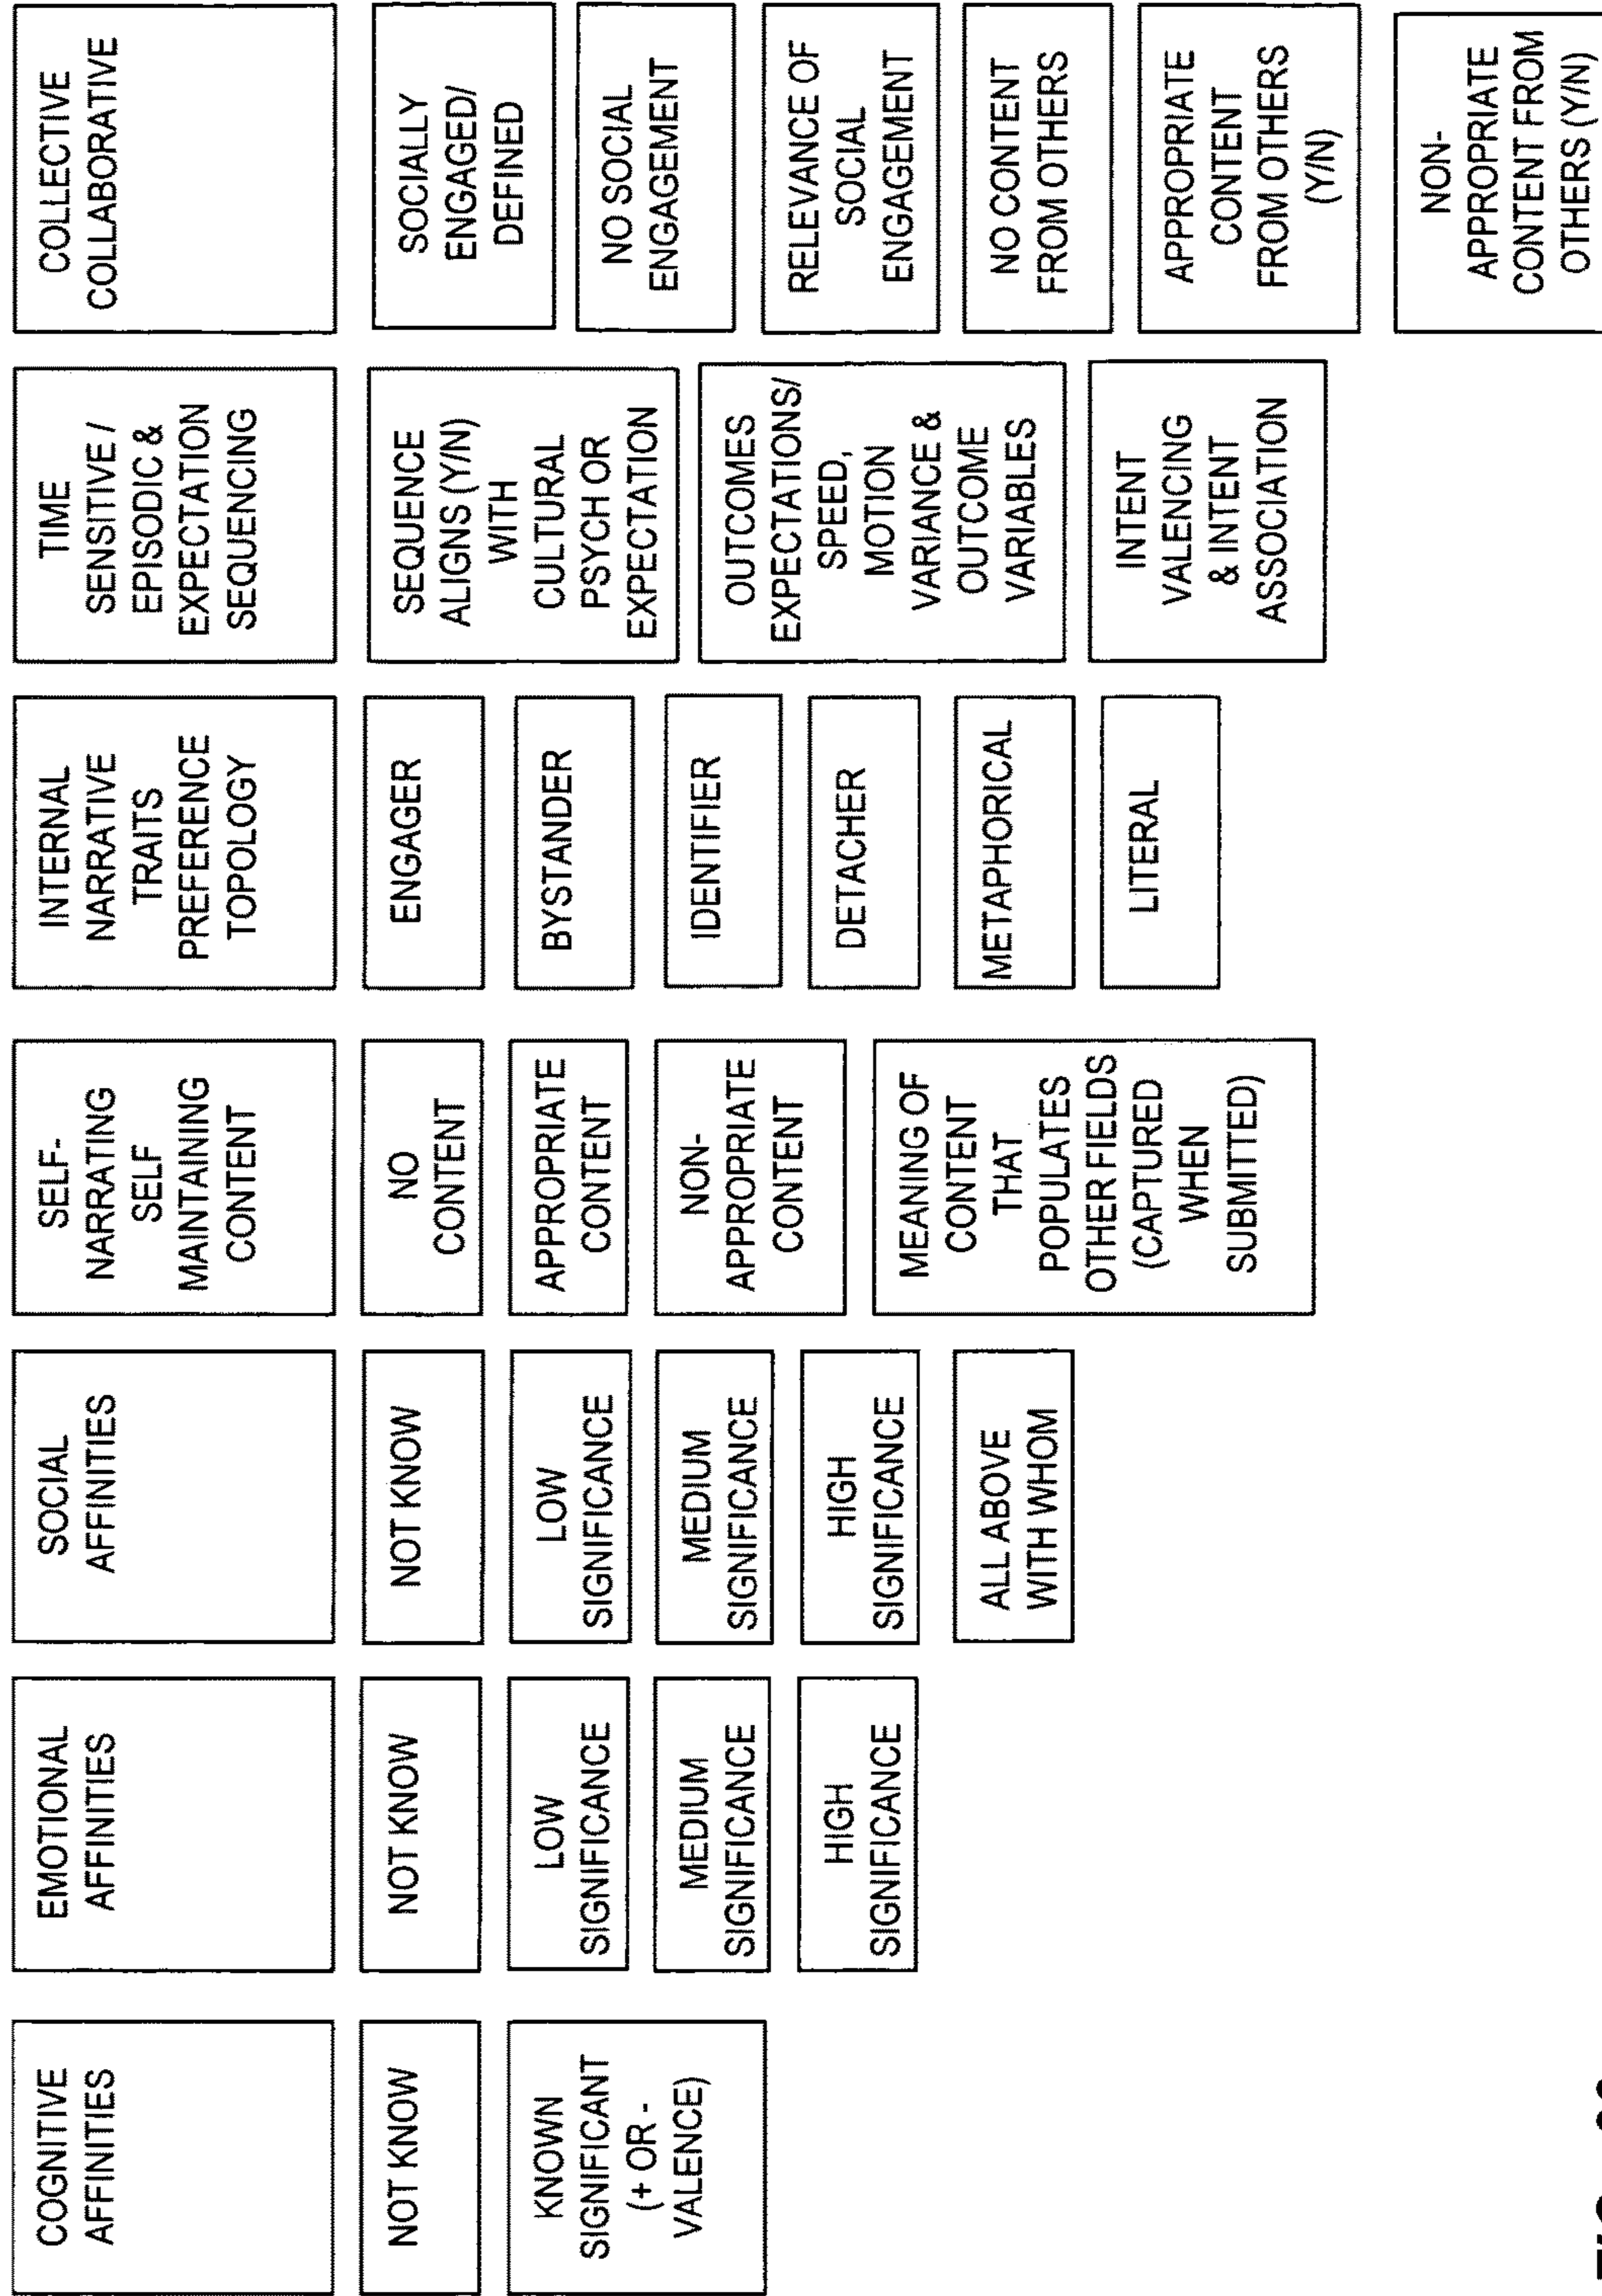 COGNITIVE
AFFINITIES
NOT KNOW
KNOWN
SIGNIFICANT
(+ OR -
VALENCE)
EMOTIONAL
AFFINITIES
NOT KNOW
LOW
SIGNIFICANCE
MEDIUM
SIGNIFICANCE
HIGH
SIGNIFICANCE
SOCIAL
AFFINITIES
NOT KNOW
LOW
SIGNIFICANCE
MEDIUM
SIGNIFICANCE
HIGH
SIGNIFICANCE
ALL ABOVE
WITH WHOM
SELF-
NARRATING
SELF
MAINTAINING
CONTENT
NO
CONTENT
APPROPRIATE
CONTENT
NON-
APPROPRIATE
CONTENT
MEANING OF
CONTENT
THAT
POPULATES
OTHER FIELDS
(CAPTURED
WHEN
SUBMITTED)
INTERNAL
NARRATIVE
TRAITS
PREFERENCE
TOPOLOGY
ENGAGER
BYSTANDER
IDENTIFIER
DETACHER
METAPHORICAL
LITERAL
TIME
SENSITIVE /
EPISODIC &
EXPECTATION
SEQUENCING
SEQUENCE
ALIGNS (Y/N)
WITH
CULTURAL
PSYCH OR
EXPECTATION
OUTCOMES
EXPECTATIONS/
SPEED,
MOTION
VARIANCE &
OUTCOME
VARIABLES
INTENT
VALENCING
& INTENT
ASSOCIATION
COLLECTIVE
COLLABORATIVE
SOCIALLY
ENGAGED/
DEFINED
NO SOCIAL
ENGAGEMENT
RELEVANCE OF
SOCIAL
ENGAGEMENT
NO CONTENT
FROM OTHERS
APPROPRIATE
CONTENT
FROM OTHERS
(Y/N)
NON-
APPROPRIATE
CONTENT FROM
OTHERS (Y/N)
FIG.